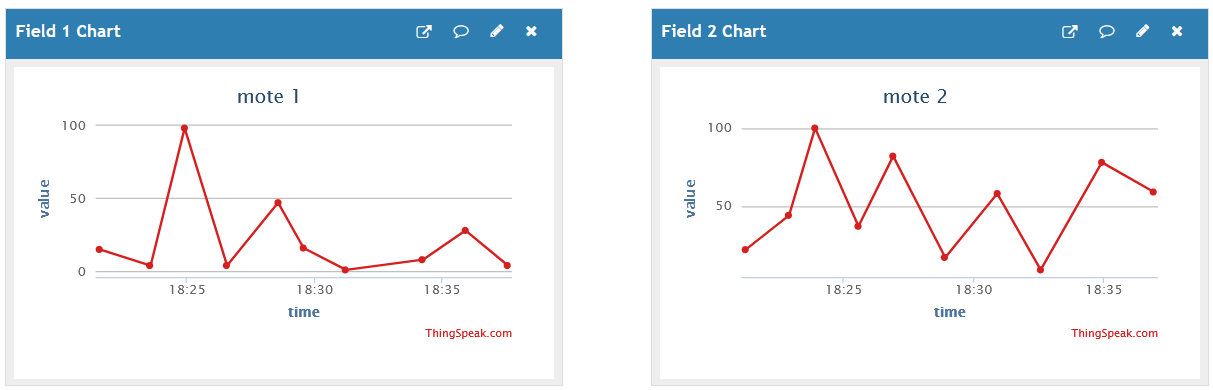 Field 1 Chart
mote 1
100
50
0
value
18:25 18:30 18:35
time
ThingSpeak.com
Field 2 Chart
mote 2
100
50
value
18:25 18:30 18:35
time
ThingSpeak.com